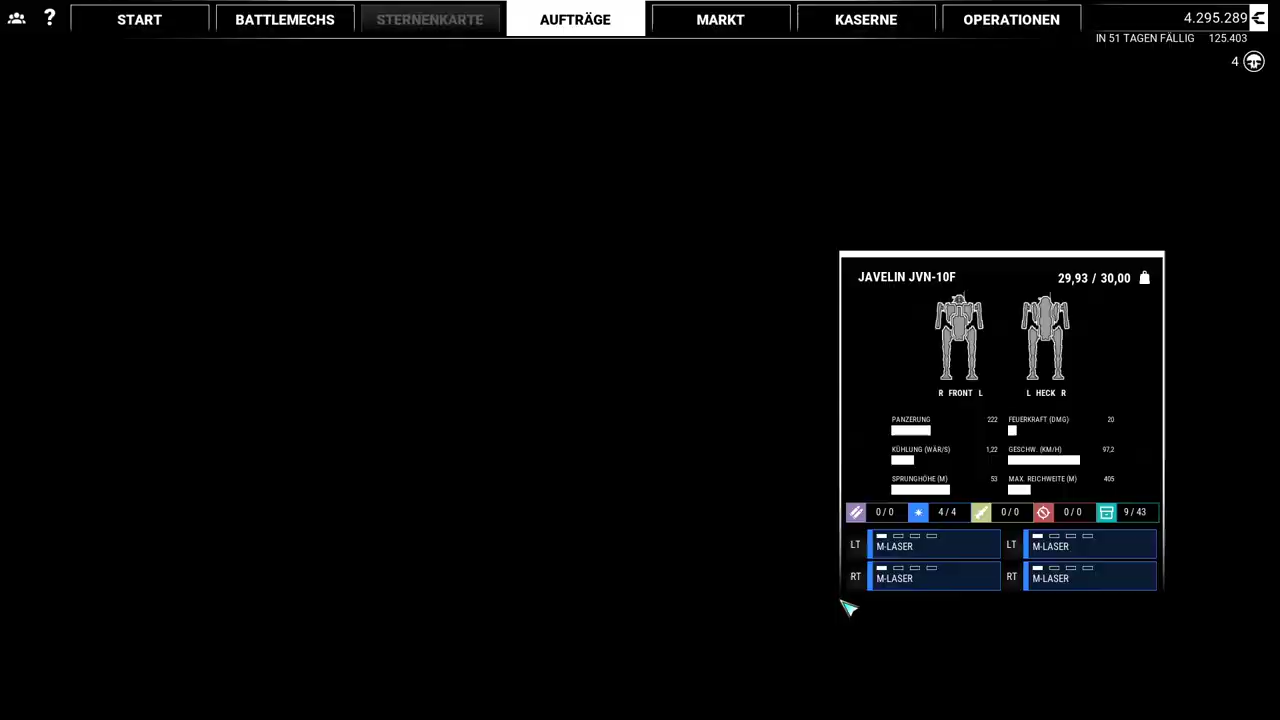 ? START BATTLEMECHS STERNENKARTE AUFTRÄGE MARKT KASERNE OPERATIONEN 4.295.289
IN 51 TAGEN FÄLLIG 125.403
4
JAVELIN JVN-10F 29,93 / 30,00
R FRONT L L HECK R
PANZERUNG 222 FEUERKRAFT (DMG) 20
KÜHLUNG (WÄR/S) 1,22 GESCHW. (KM/H) 97,2
SPRUNGHÖHE (M) 53 MAX. REICHWEITE (M) 405
0 / 0 4 / 4 0 / 0 0 / 0 9 / 43
LT M-LASER LT M-LASER
RT M-LASER RT M-LASER